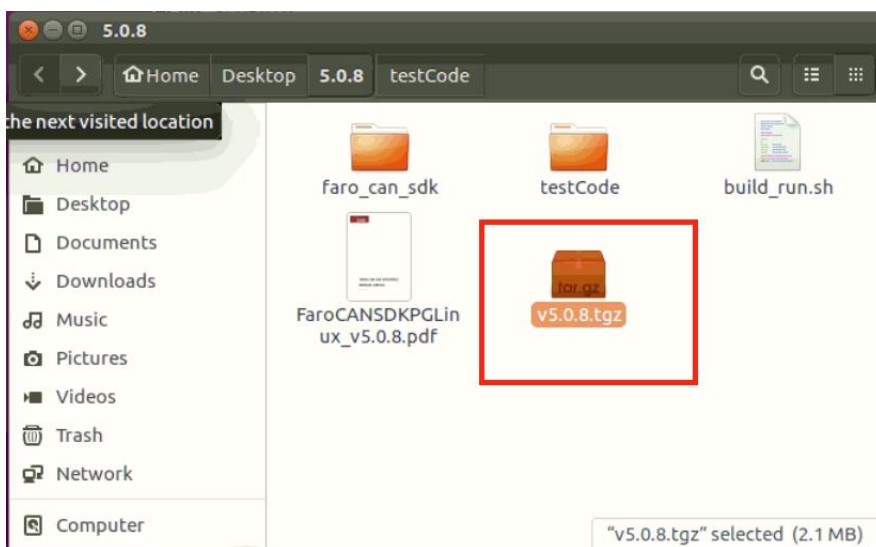 5.0.8
Home Desktop 5.0.8 testCode
the next visited location
Home
Desktop
Documents
Downloads
Music
Pictures
Videos
Trash
Network
Computer
faro_can_sdk
testCode
build_run.sh
FaroCANSDKPGLin
ux_v5.0.8.pdf
tar.gz
v5.0.8.tgz
“v5.0.8.tgz” selected (2.1 MB)